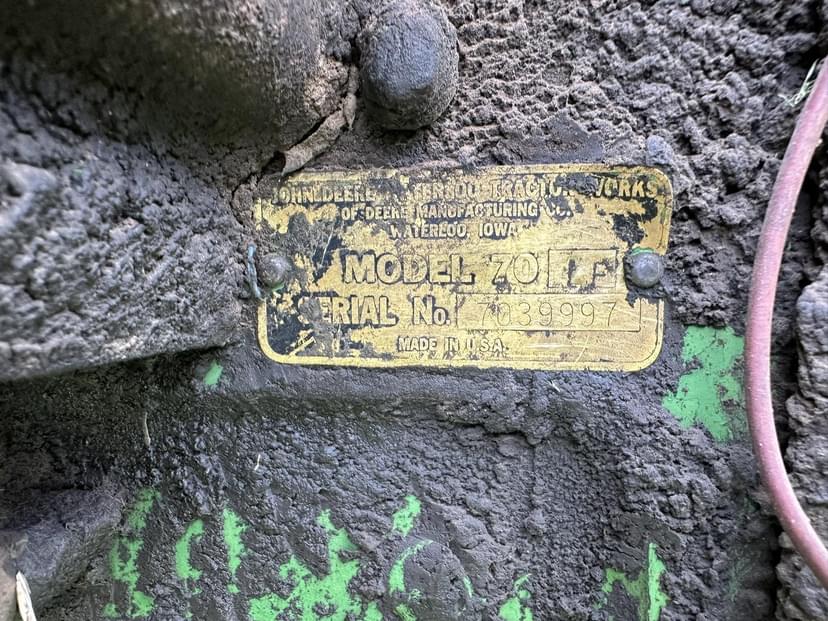 JOHN DEERE WATERLOO TRACTOR WORKS
OF DEERE MANUFACTURING CO.
WATERLOO, IOWA
MODEL 70
SERIAL No. 7039997
MADE IN U.S.A.